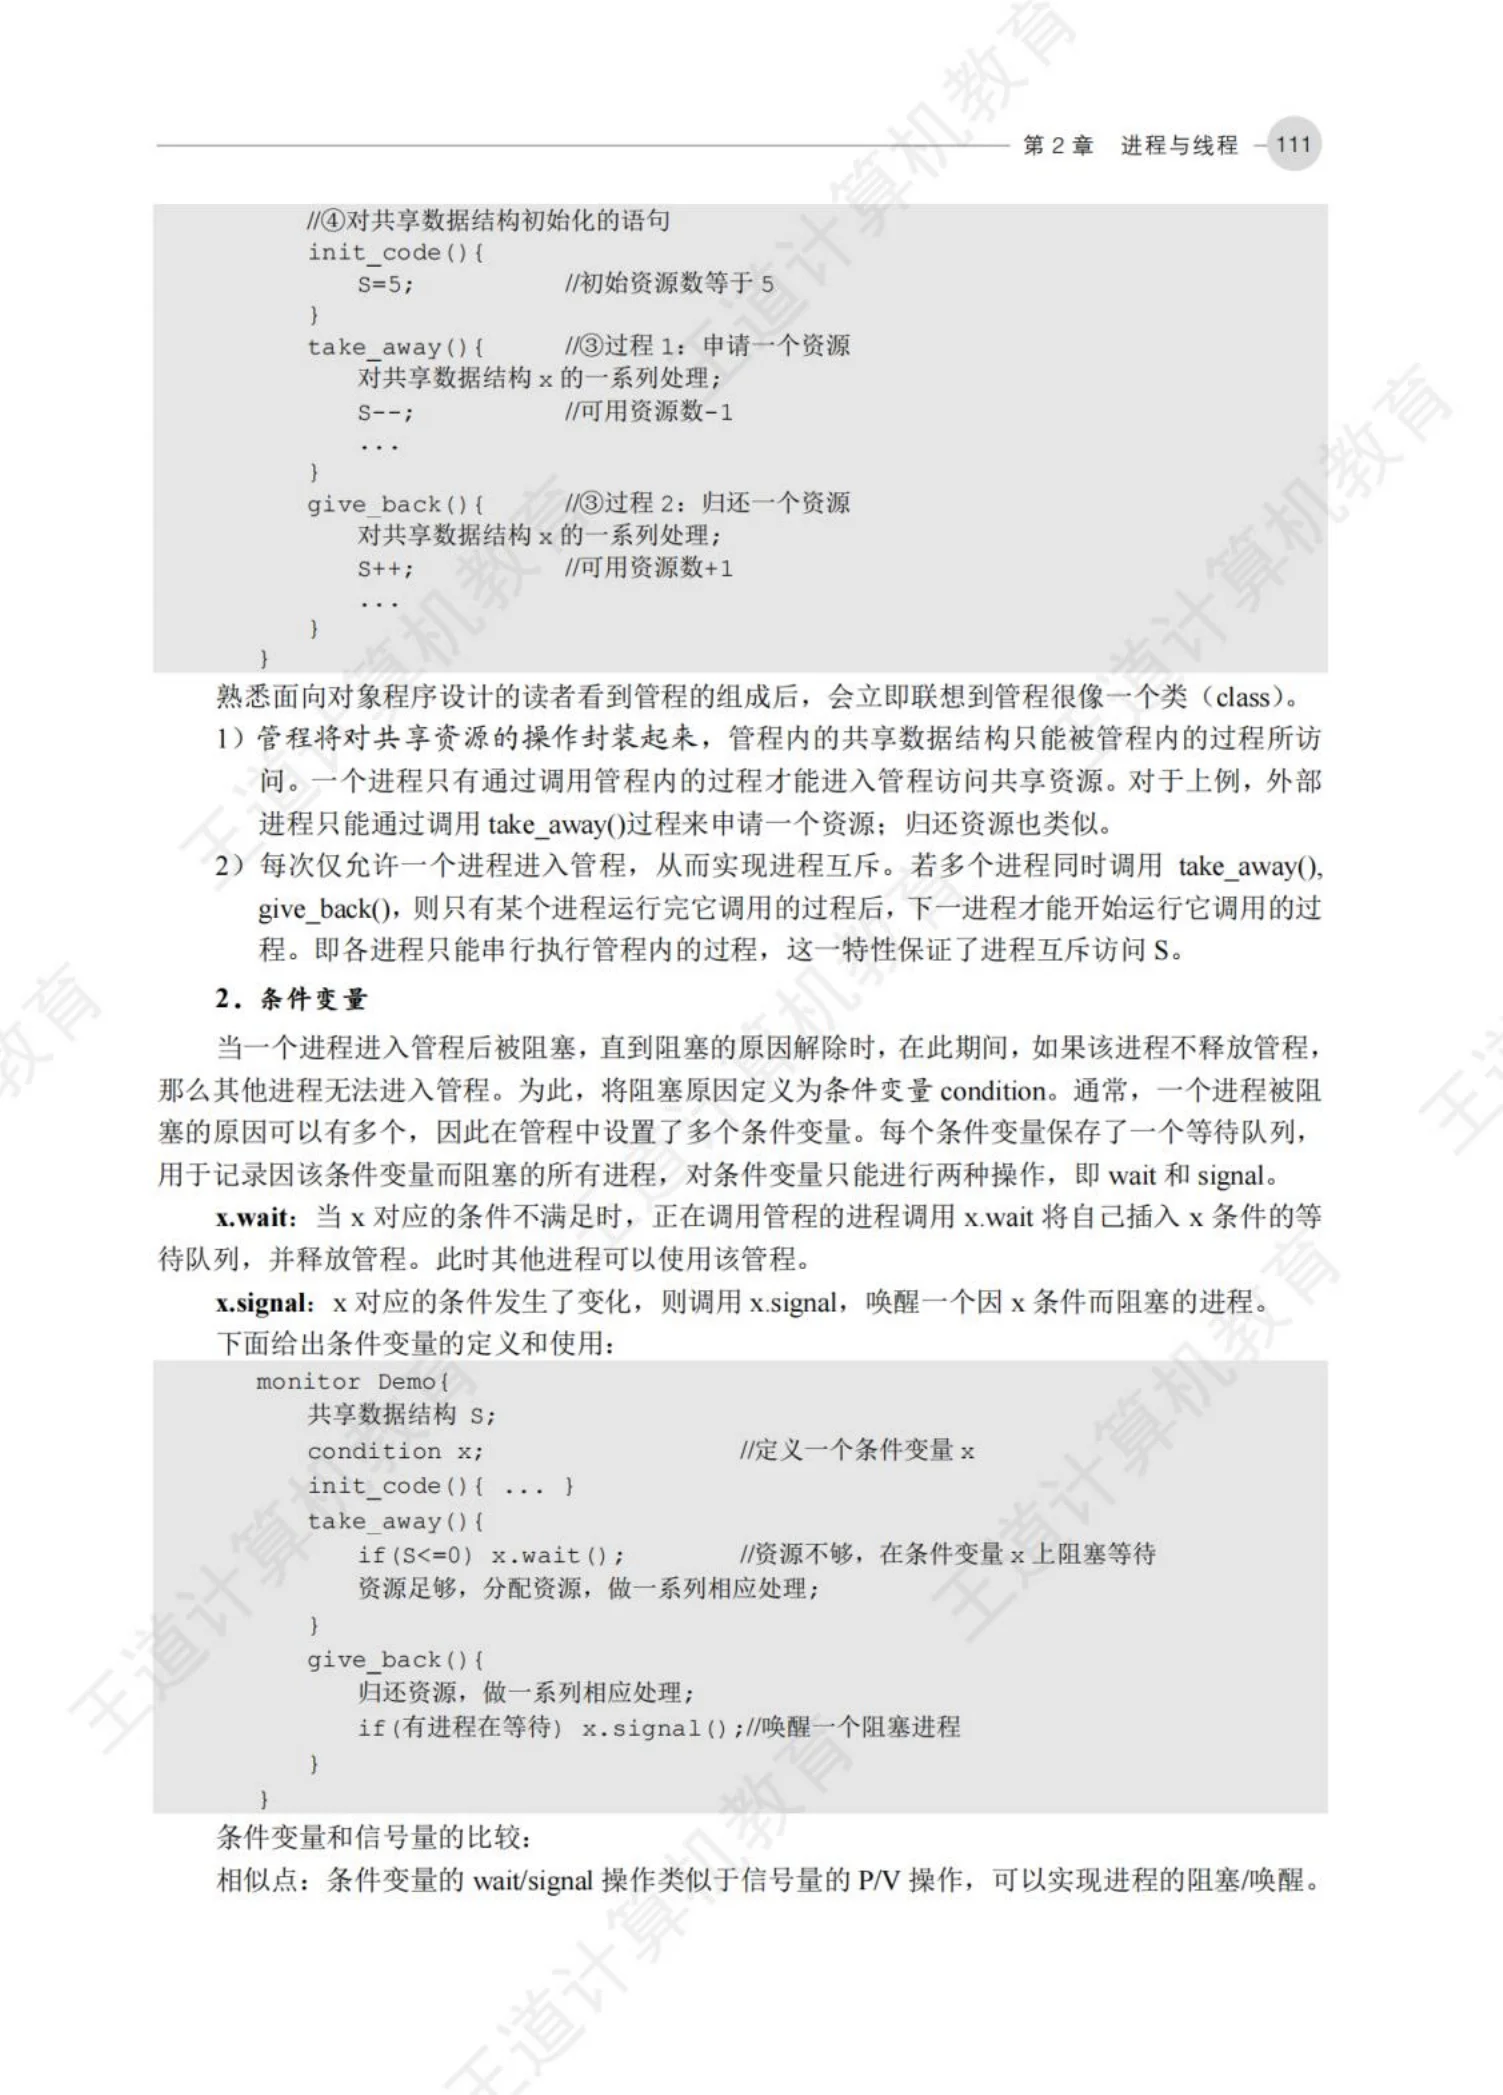 第 2 章 进程与线程 111
//④对共享数据结构初始化的语句
init_code(){
S=5; //初始资源数等于 5
}
take_away(){ //③过程 1：申请一个资源
对共享数据结构 x 的一系列处理;
S--; //可用资源数-1
...
}
give_back(){ //③过程 2：归还一个资源
对共享数据结构 x 的一系列处理;
S++; //可用资源数+1
...
}
}
熟悉面向对象程序设计的读者看到管程的组成后，会立即联想到管程很像一个类（class）。
1）管程将对共享资源的操作封装起来，管程内的共享数据结构只能被管程内的过程所访
问。一个进程只有通过调用管程内的过程才能进入管程访问共享资源。对于上例，外部
进程只能通过调用 take_away()过程来申请一个资源；归还资源也类似。
2）每次仅允许一个进程进入管程，从而实现进程互斥。若多个进程同时调用 take_away(),
give_back()，则只有某个进程运行完它调用的过程后，下一进程才能开始运行它调用的过
程。即各进程只能串行执行管程内的过程，这一特性保证了进程互斥访问 S。
2．条件变量
当一个进程进入管程后被阻塞，直到阻塞的原因解除时，在此期间，如果该进程不释放管程，
那么其他进程无法进入管程。为此，将阻塞原因定义为条件变量 condition。通常，一个进程被阻
塞的原因可以有多个，因此在管程中设置了多个条件变量。每个条件变量保存了一个等待队列，
用于记录因该条件变量而阻塞的所有进程，对条件变量只能进行两种操作，即 wait 和 signal。
x.wait：当 x 对应的条件不满足时，正在调用管程的进程调用 x.wait 将自己插入 x 条件的等
待队列，并释放管程。此时其他进程可以使用该管程。
x.signal：x 对应的条件发生了变化，则调用 x.signal，唤醒一个因 x 条件而阻塞的进程。
下面给出条件变量的定义和使用：
monitor Demo{
共享数据结构 S;
condition x; //定义一个条件变量 x
init_code(){ ... }
take_away(){
if(S<=0) x.wait(); //资源不够，在条件变量 x 上阻塞等待
资源足够，分配资源，做一系列相应处理;
}
give_back(){
归还资源，做一系列相应处理;
if(有进程在等待) x.signal();//唤醒一个阻塞进程
}
}
条件变量和信号量的比较：
相似点：条件变量的 wait/signal 操作类似于信号量的 P/V 操作，可以实现进程的阻塞/唤醒。
王道计算机教育